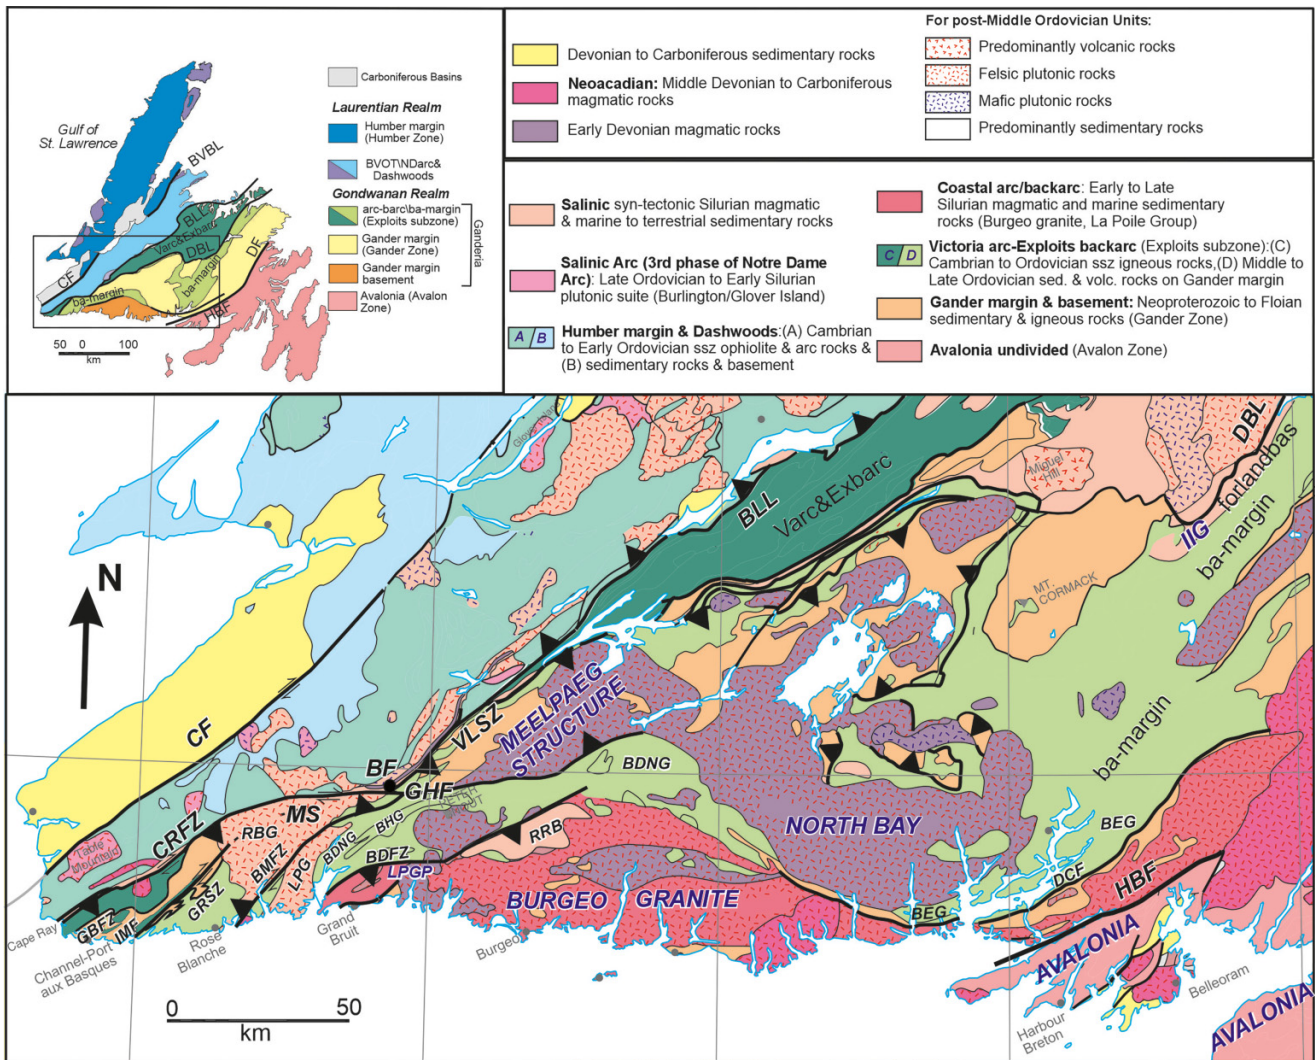 Gulf of
St. Lawrence
BVBL
BLL
Varc&Exbarc
DBL
DF
CF
ba-margin
ba-margin
HBF
50 0 100
km
Carboniferous Basins
Laurentian Realm
Humber margin
(Humber Zone)
BVOT\NDarc&
Dashwoods
Gondwanan Realm
arc-barc\ba-margin
(Exploits subzone)
Gander margin
(Gander Zone)
Gander margin
basement
Avalonia (Avalon
Zone)
Ganderia
Devonian to Carboniferous sedimentary rocks
Neoacadian: Middle Devonian to Carboniferous
magmatic rocks
Early Devonian magmatic rocks
For post-Middle Ordovician Units:
Predominantly volcanic rocks
Felsic plutonic rocks
Mafic plutonic rocks
Predominantly sedimentary rocks
Salinic syn-tectonic Silurian magmatic
& marine to terrestrial sedimentary rocks
Salinic Arc (3rd phase of Notre Dame
Arc): Late Ordovician to Early Silurian
plutonic suite (Burlington/Glover Island)
A B
Humber margin & Dashwoods:(A) Cambrian
to Early Ordovician ssz ophiolite & arc rocks &
(B) sedimentary rocks & basement
Coastal arc/backarc: Early to Late
Silurian magmatic and marine sedimentary
rocks (Burgeo granite, La Poile Group)
C D
Victoria arc-Exploits backarc (Exploits subzone):(C)
Cambrian to Ordovician ssz igneous rocks,(D) Middle to
Late Ordovician sed. & volc. rocks on Gander margin
Gander margin & basement: Neoproterozoic to Floian
sedimentary & igneous rocks (Gander Zone)
Avalonia undivided (Avalon Zone)
Glover Island
DBL
Miguel
Hill
BLL
Varc&Exbarc
forlandbas
IIG
ba-margin
MT.
CORMACK
N
CF
VLSZ
MEELPAEG
STRUCTURE
BF
GHF
BDNG
ba-margin
MS
CRFZ
RBG
BHG
BDNG
BMFZ
LPG
BDFZ
LPGP
RRB
NORTH BAY
BEG
DCF
HBF
Table
Mountain
GRSZ
GBFZ
IMF
BURGEO GRANITE
BEG
AVALONIA
Cape Ray
Channel-Port
aux Basques
Rose
Blanche
Grand
Bruit
Burgeo
Belleoram
Harbour
Breton
AVALONIA
0 50
km